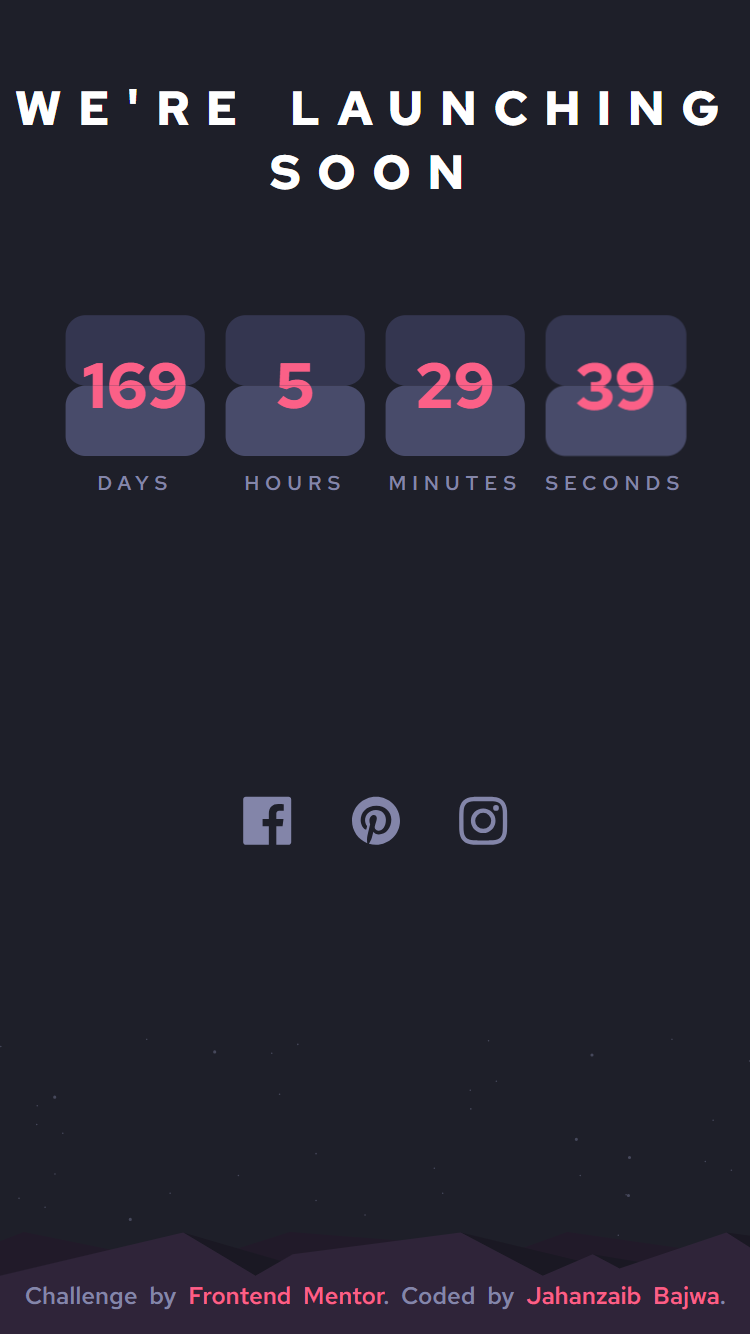 WE'RE LAUNCHING
SOON
169 5 29 39
DAYS HOURS MINUTES SECONDS
Challenge by Frontend Mentor. Coded by Jahanzaib Bajwa.